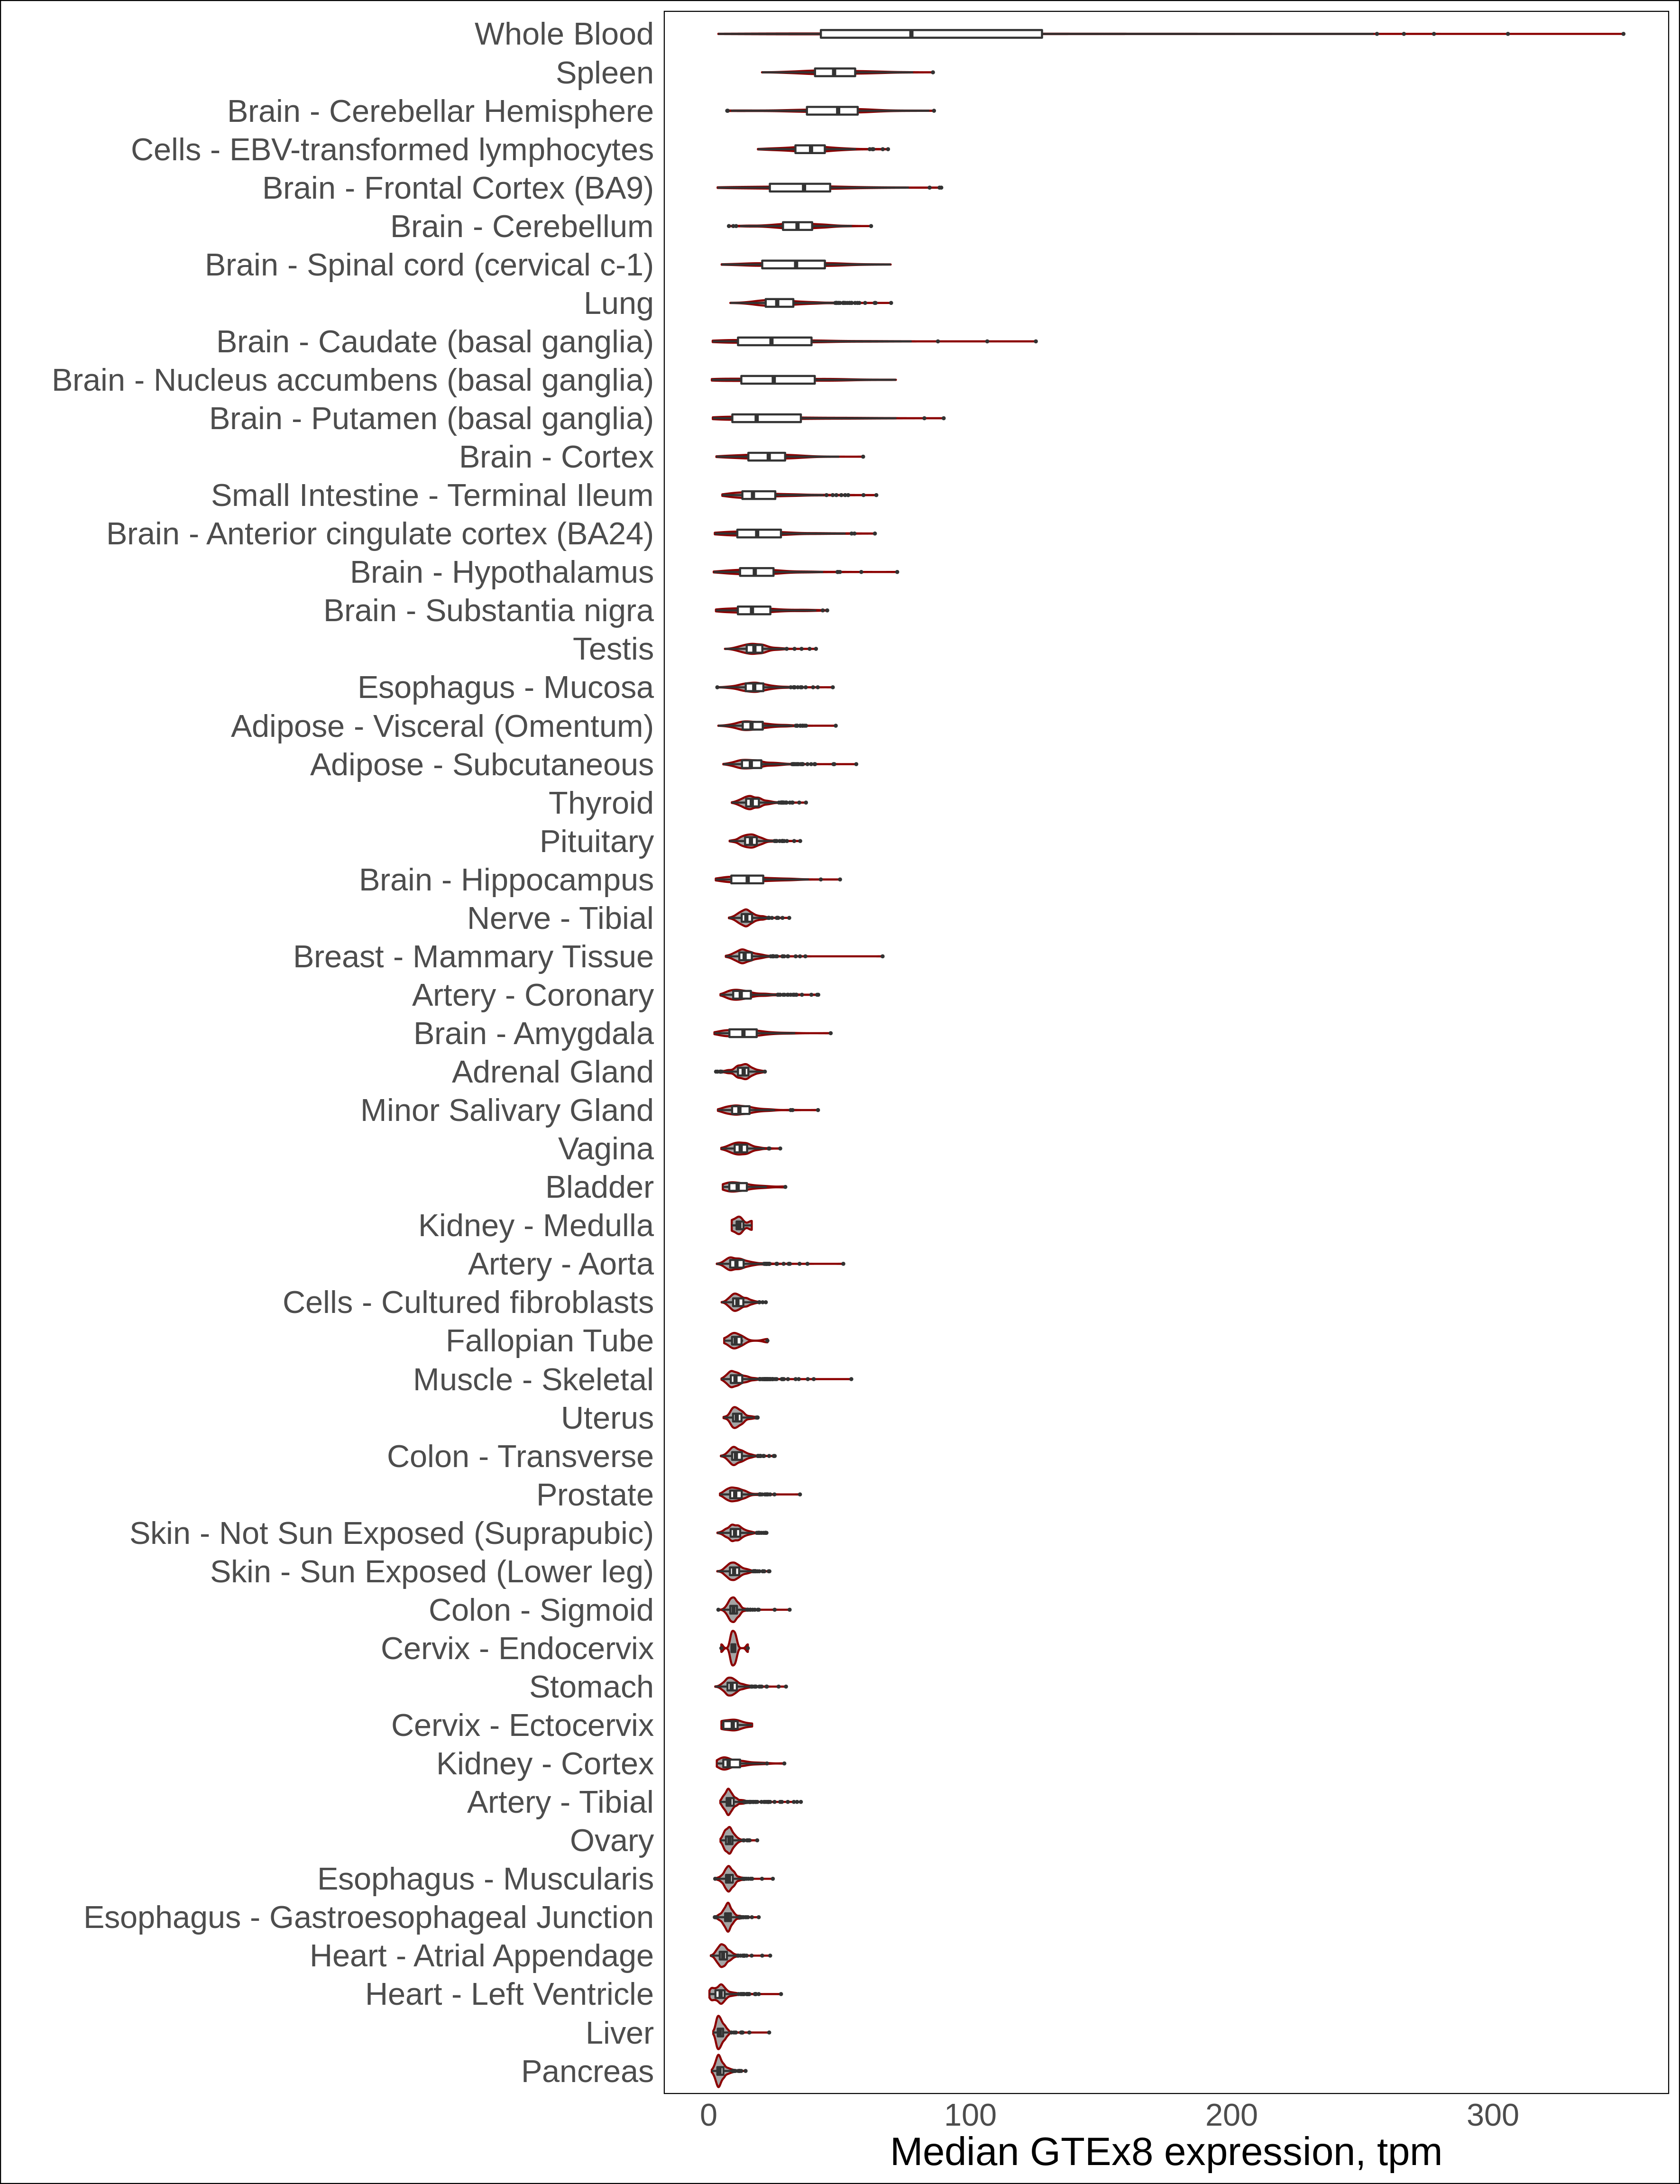 Whole Blood
Spleen
Brain - Cerebellar Hemisphere
Cells - EBV-transformed lymphocytes
Brain - Frontal Cortex (BA9)
Brain - Cerebellum
Brain - Spinal cord (cervical c-1)
Lung
Brain - Caudate (basal ganglia)
Brain - Nucleus accumbens (basal ganglia)
Brain - Putamen (basal ganglia)
Brain - Cortex
Small Intestine - Terminal Ileum
Brain - Anterior cingulate cortex (BA24)
Brain - Hypothalamus
Brain - Substantia nigra
Testis
Esophagus - Mucosa
Adipose - Visceral (Omentum)
Adipose - Subcutaneous
Thyroid
Pituitary
Brain - Hippocampus
Nerve - Tibial
Breast - Mammary Tissue
Artery - Coronary
Brain - Amygdala
Adrenal Gland
Minor Salivary Gland
Vagina
Bladder
Kidney - Medulla
Artery - Aorta
Cells - Cultured fibroblasts
Fallopian Tube
Muscle - Skeletal
Uterus
Colon - Transverse
Prostate
Skin - Not Sun Exposed (Suprapubic)
Skin - Sun Exposed (Lower leg)
Colon - Sigmoid
Cervix - Endocervix
Stomach
Cervix - Ectocervix
Kidney - Cortex
Artery - Tibial
Ovary
Esophagus - Muscularis
Esophagus - Gastroesophageal Junction
Heart - Atrial Appendage
Heart - Left Ventricle
Liver
Pancreas
0 100 200 300
Median GTEx8 expression, tpm